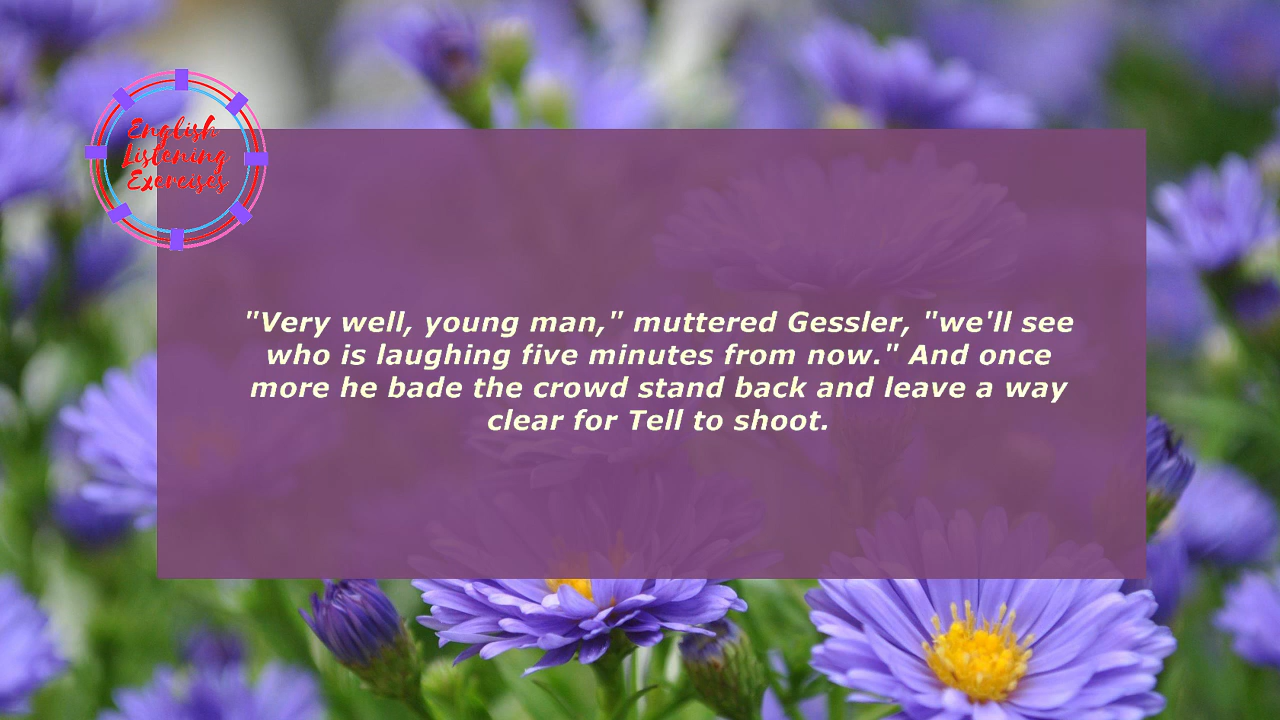 English
Listening
Exercises
"Very well, young man," muttered Gessler, "we'll see
who is laughing five minutes from now." And once
more he bade the crowd stand back and leave a way
clear for Tell to shoot.